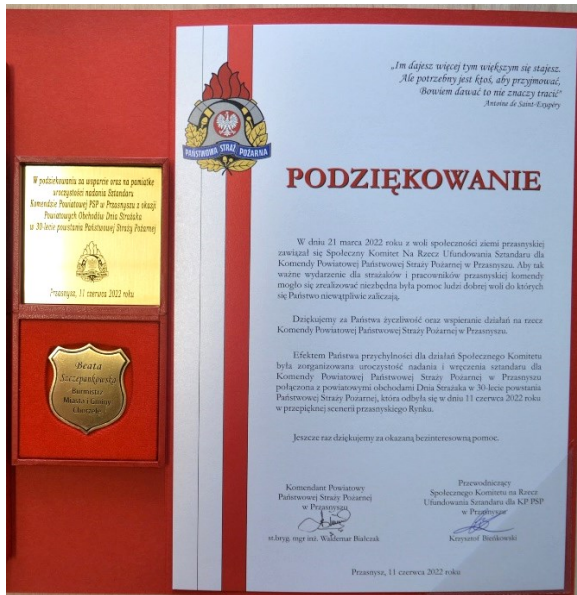 W podziękowaniu za wsparcie oraz na pamiątkę
uroczystości nadania Sztandaru
Komendzie Powiatowej PSP w Przasnyszu z okazji
Powiatowych Obchodów Dnia Strażaka
w 30-lecie powstania Państwowej Straży Pożarnej
Przasnysz, 11 czerwca 2022 roku
Beata
Szczepankowska
Burmistrz
Miasta i Gminy
Chorzele
PAŃSTWOWA STRAŻ POŻARNA
„Im dajesz więcej tym większym się stajesz.
Ale potrzebny jest ktoś, aby przyjmować,
Bowiem dawać to nie znaczy tracić"
Antoine de Saint-Exupéry
PODZIĘKOWANIE
W dniu 21 marca 2022 roku z woli społeczności ziemi przasnyskiej
zawiązał się Społeczny Komitet Na Rzecz Ufundowania Sztandaru dla
Komendy Powiatowej Państwowej Straży Pożarnej w Przasnyszu. Aby tak
ważne wydarzenie dla strażaków i pracowników przasnyskiej komendy
mogło się zrealizować niezbędna była pomoc ludzi dobrej woli do których
się Państwo niewątpliwie zaliczają.
Dziękujemy za Państwa życzliwość oraz wspieranie działań na rzecz
Komendy Powiatowej Państwowej Straży Pożarnej w Przasnyszu.
Efektem Państwa przychylności dla działań Społecznego Komitetu
była zorganizowana uroczystość nadania i wręczenia sztandaru dla
Komendy Powiatowej Państwowej Straży Pożarnej w Przasnyszu
połączona z powiatowymi obchodami Dnia Strażaka w 30-lecie powstania
Państwowej Straży Pożarnej, która odbyła się w dniu 11 czerwca 2022 roku
w przepięknej scenerii przasnyskiego Rynku.
Jeszcze raz dziękujemy za okazaną bezinteresowną pomoc.
Komendant Powiatowy
Państwowej Straży Pożarnej
w Przasnyszu
st.bryg. mgr inż. Waldemar Białczak
Przewodniczący
Społecznego Komitetu na Rzecz
Ufundowania Sztandaru dla KP PSP
w Przasnyszu
Krzysztof Bieńkowski
Przasnysz, 11 czerwca 2022 roku